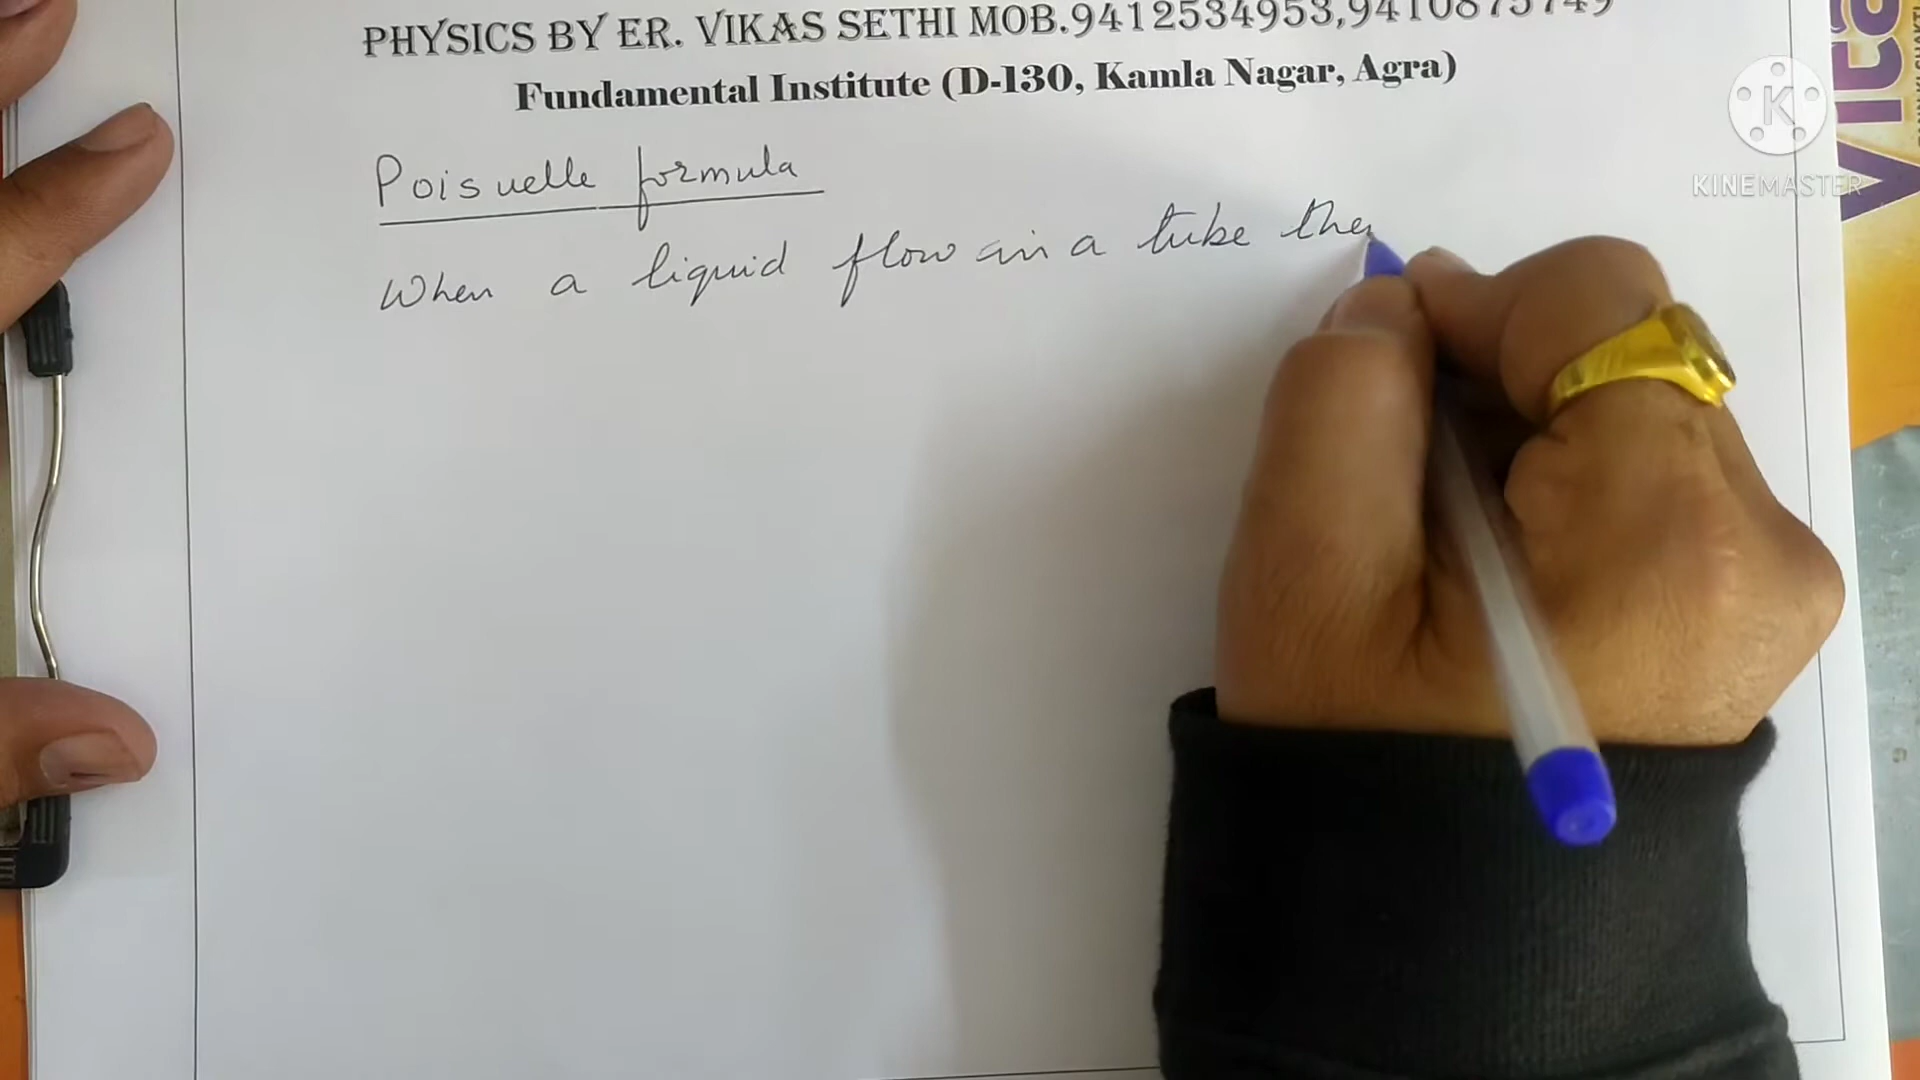 PHYSICS BY ER. VIKAS SETHI MOB.9412534953,9410875749
Fundamental Institute (D-130, Kamla Nagar, Agra)
KINEMASTER
Poisuelle formula
When a liquid flow in a tube the